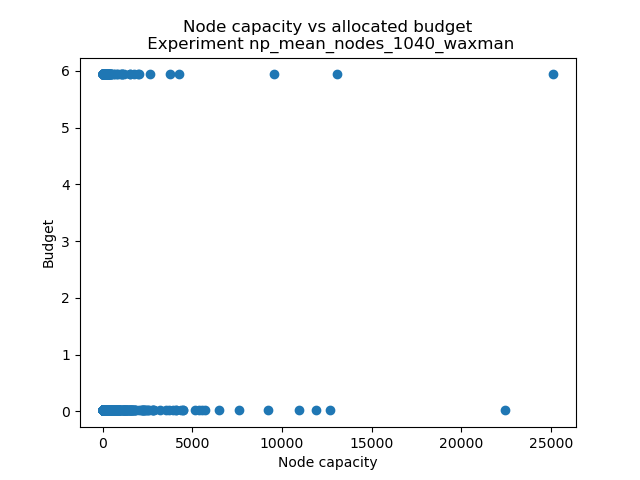 Node capacity vs allocated budget
Experiment np_mean_nodes_1040_waxman
6
5
4
3
2
1
0
Budget
0 5000 10000 15000 20000 25000
Node capacity